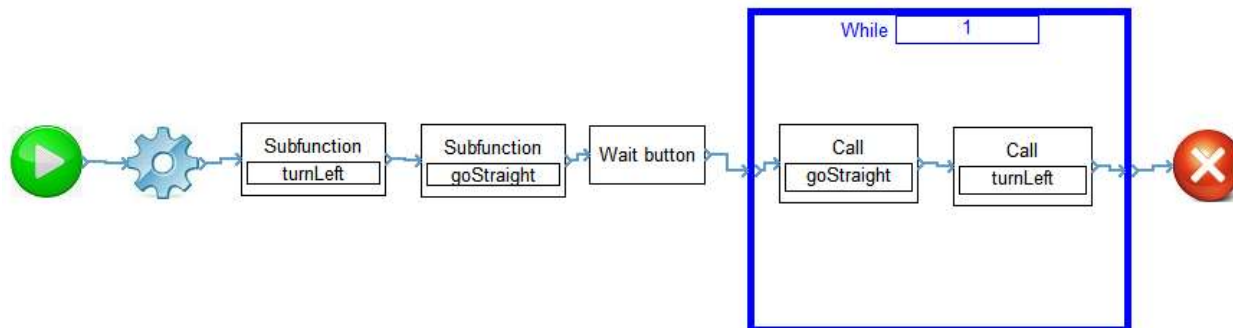 While 1
Subfunction
turnLeft
Subfunction
goStraight
Wait button
Call
goStraight
Call
turnLeft